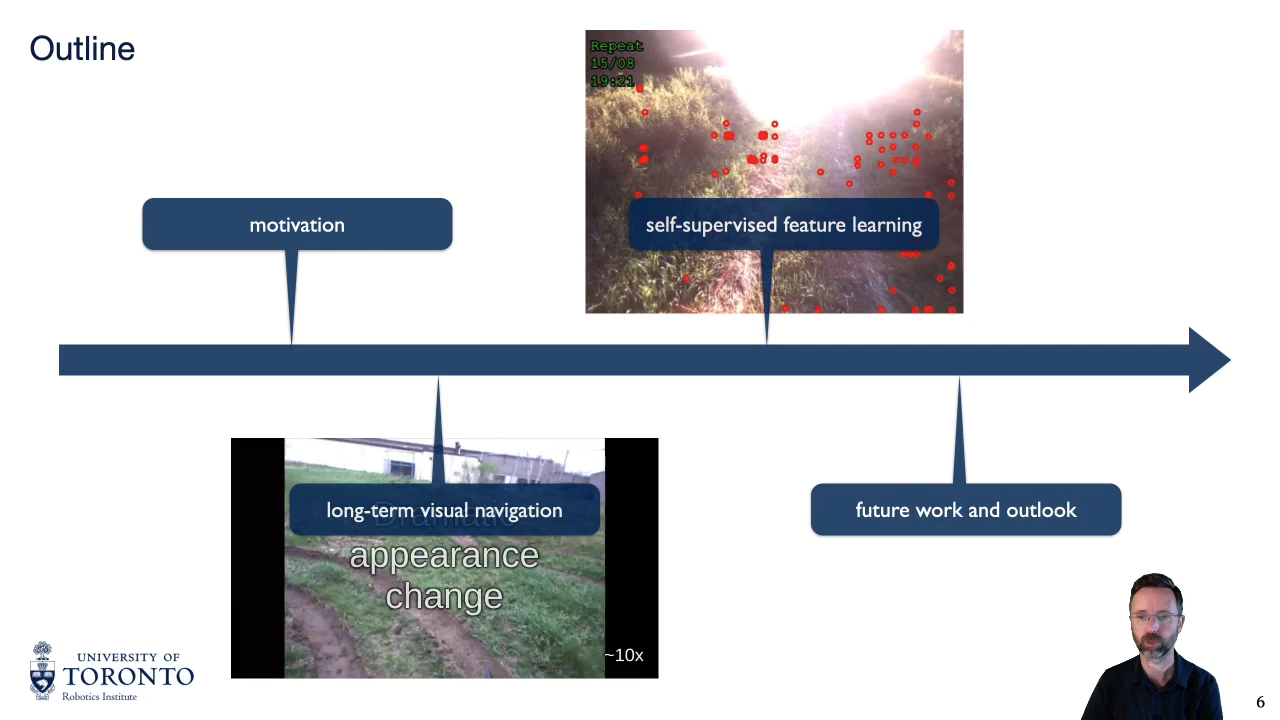 Outline
Repeat
15/08
19:21
motivation
self-supervised feature learning
long-term visual navigation
Dramatic
appearance
change
~10x
future work and outlook
UNIVERSITY OF
TORONTO
Robotics Institute
6